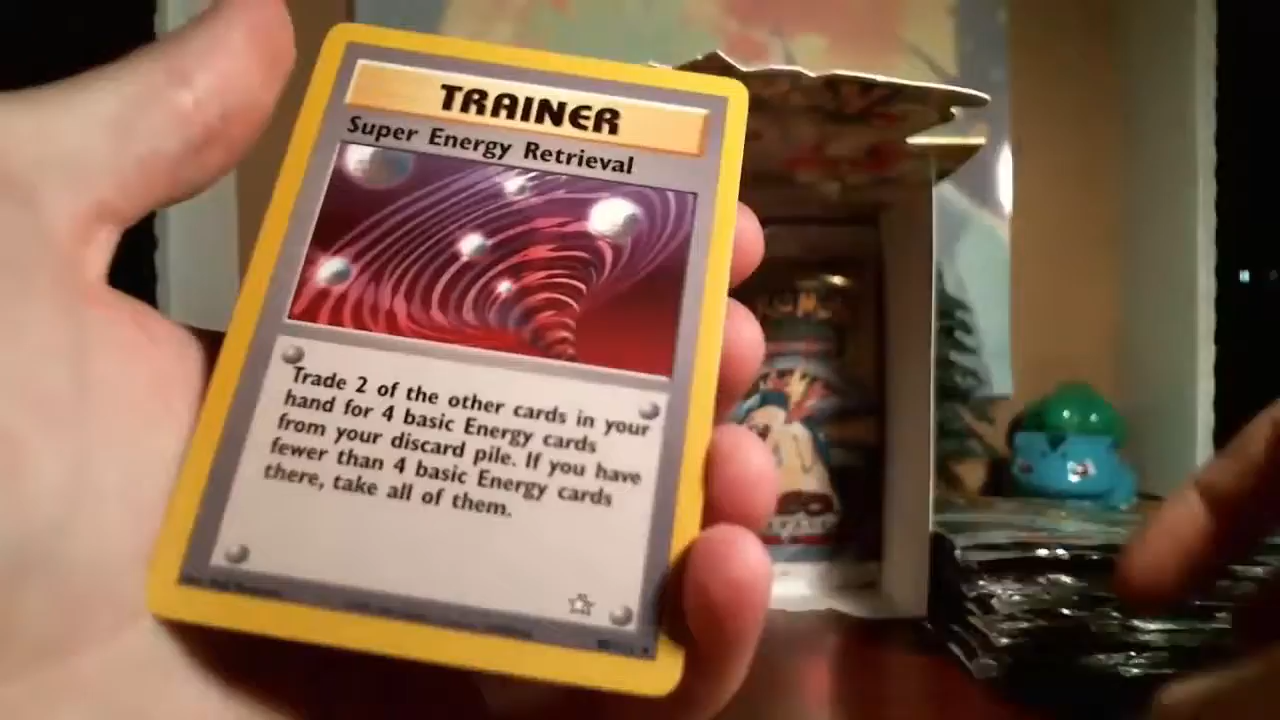 TRAINER
Super Energy Retrieval
Trade 2 of the other cards in your
hand for 4 basic Energy cards
from your discard pile. If you have
fewer than 4 basic Energy cards
there, take all of them.